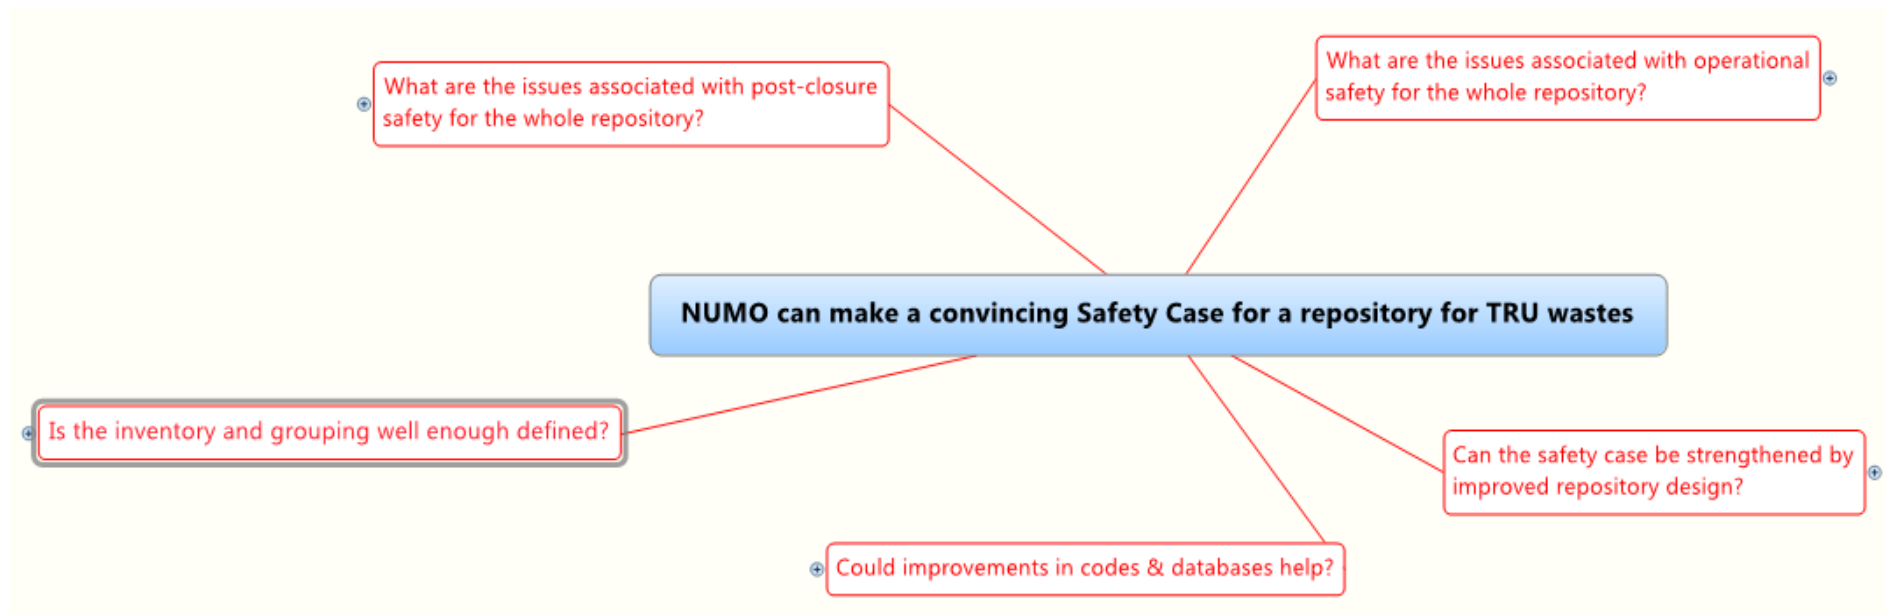 What are the issues associated with operational
safety for the whole repository?
What are the issues associated with post-closure
safety for the whole repository?
NUMO can make a convincing Safety Case for a repository for TRU wastes
Is the inventory and grouping well enough defined?
Can the safety case be strengthened by
improved repository design?
Could improvements in codes & databases help?